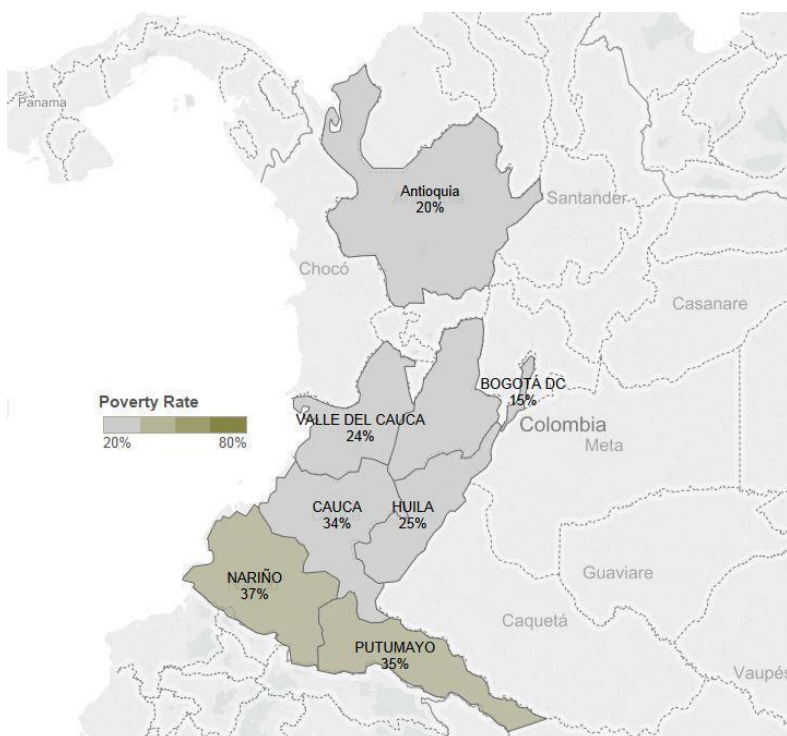 Panama
Antioquia
20%
Santander
Chocó
Casanare
BOGOTÁ DC
15%
Poverty Rate
20%
80%
VALLE DEL CAUCA
24%
Colombia
Meta
CAUCA
34%
HUILA
25%
NARIÑO
37%
Guaviare
Caquetá
PUTUMAYO
35%
Vaupés